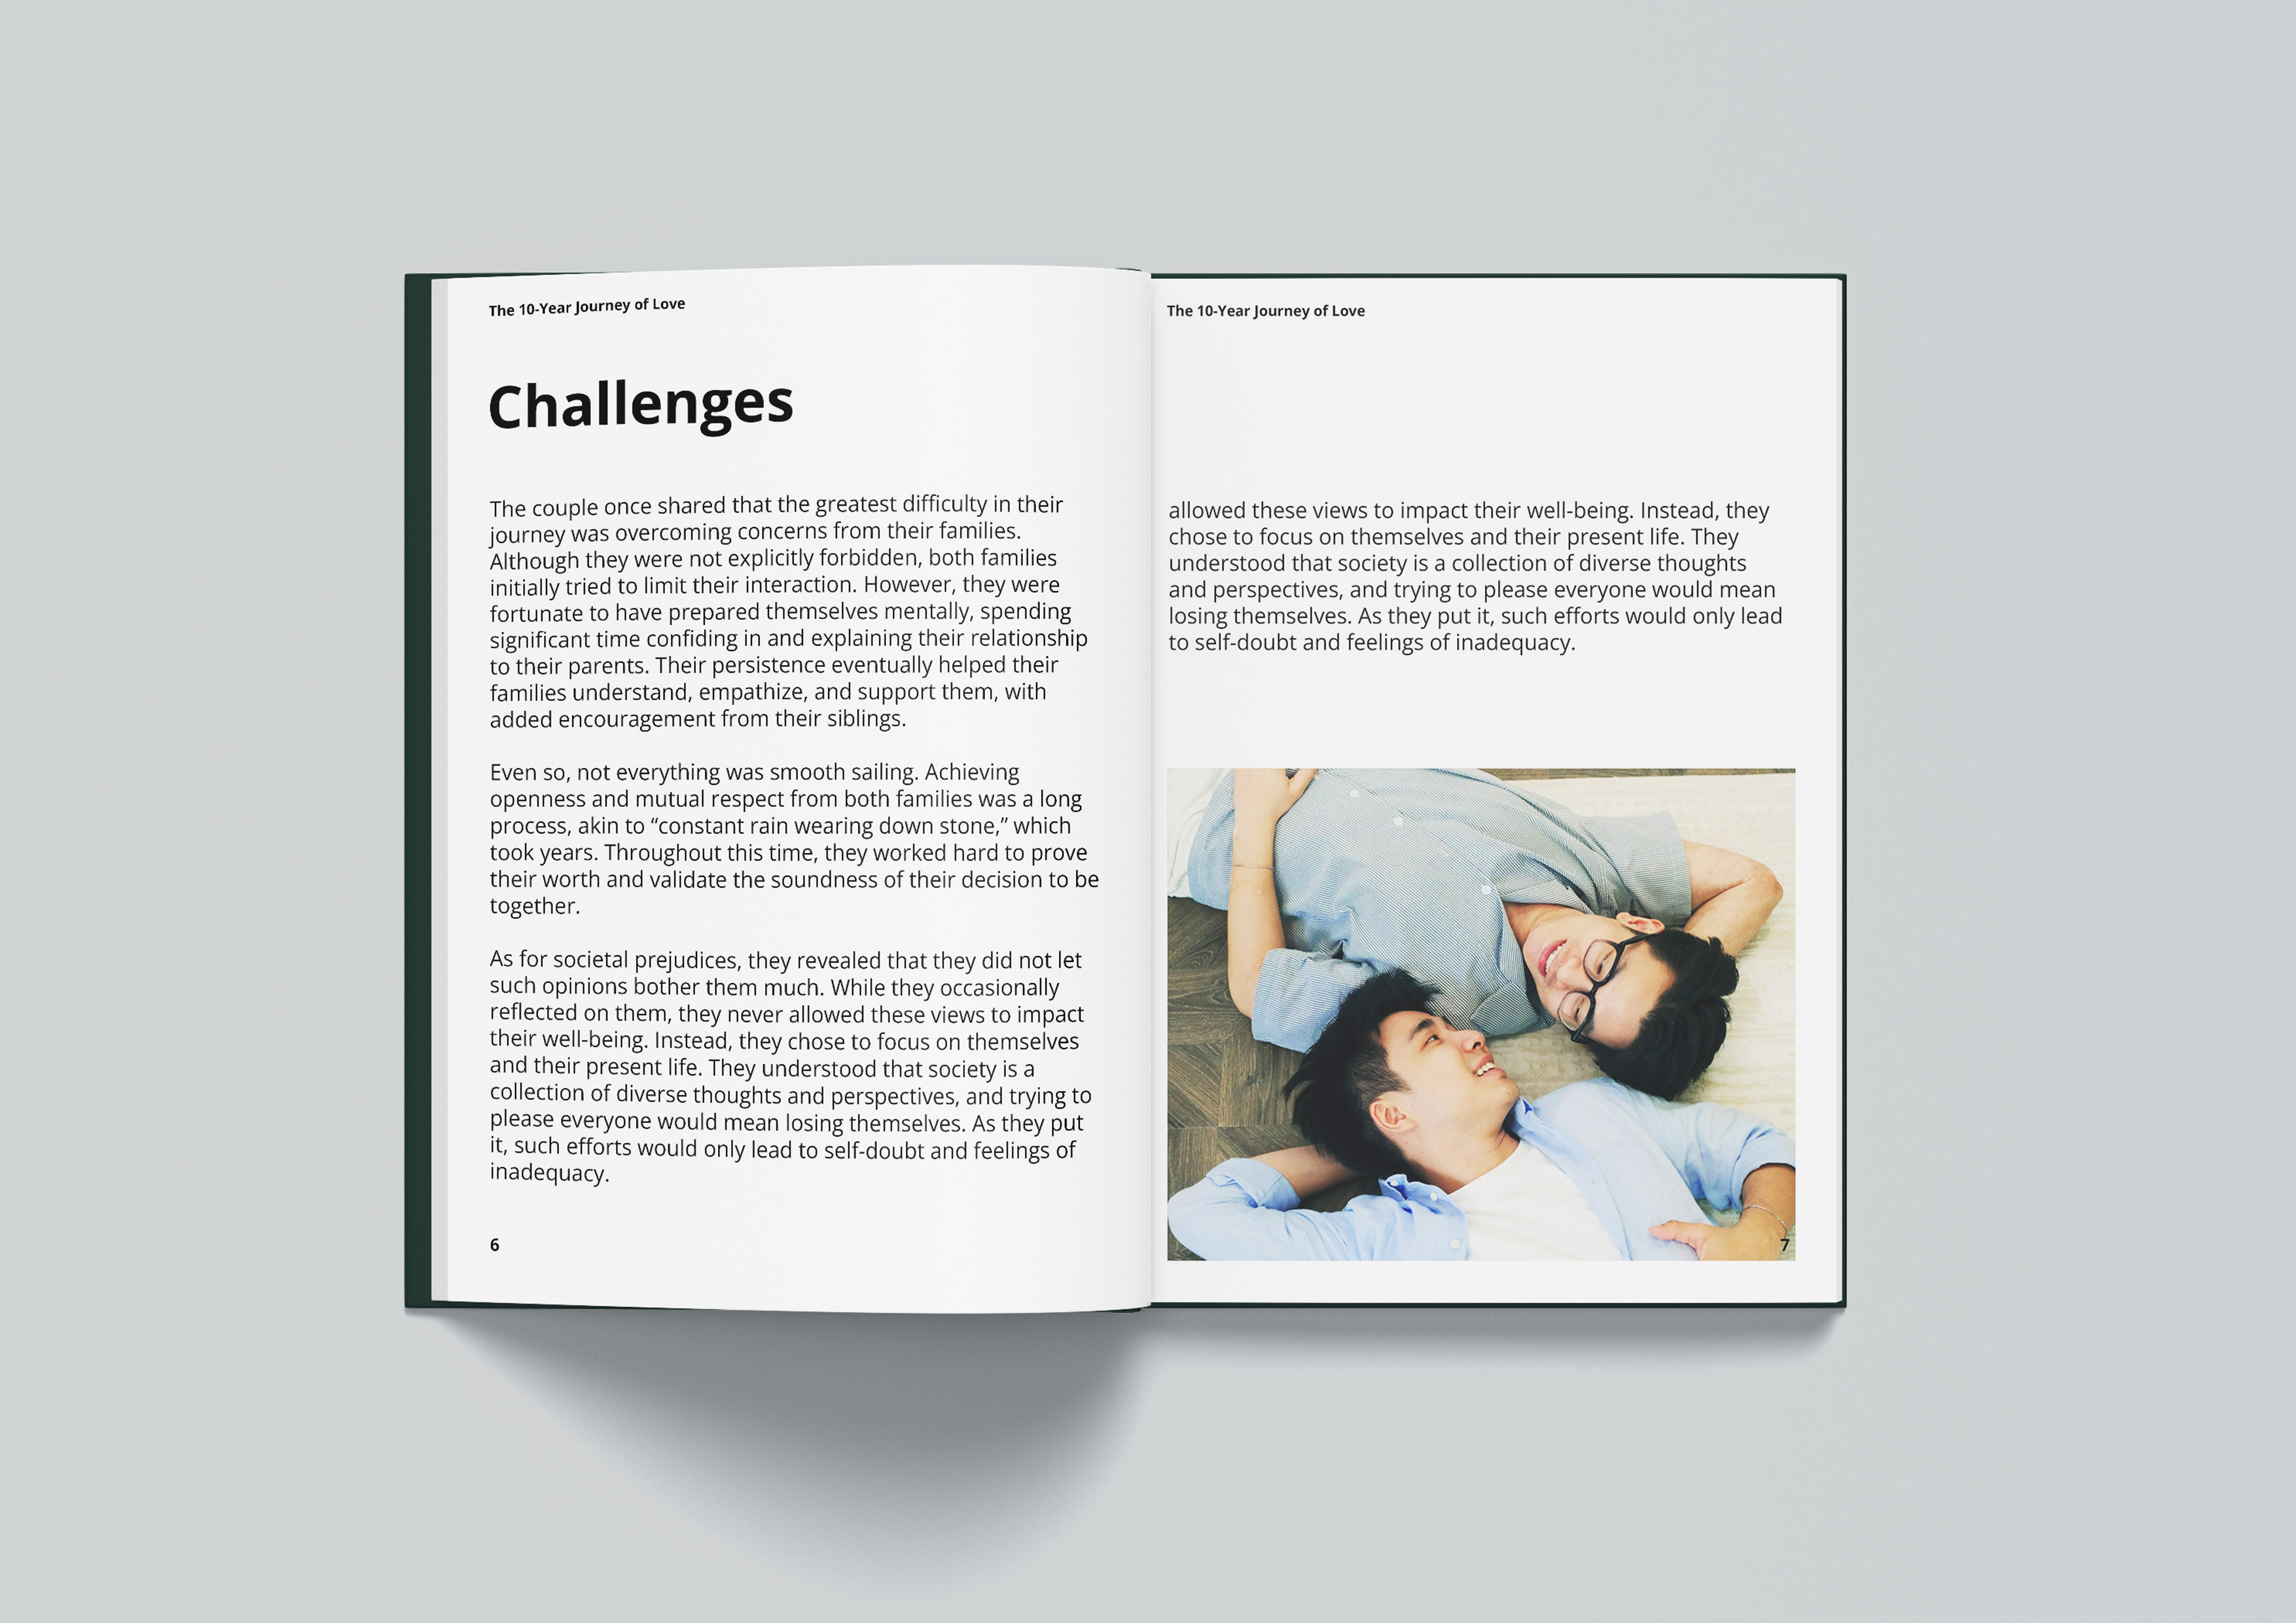 The 10-Year Journey of Love
Challenges
The couple once shared that the greatest difficulty in their
journey was overcoming concerns from their families.
Although they were not explicitly forbidden, both families
initially tried to limit their interaction. However, they were
fortunate to have prepared themselves mentally, spending
significant time confiding in and explaining their relationship
to their parents. Their persistence eventually helped their
families understand, empathize, and support them, with
added encouragement from their siblings.
Even so, not everything was smooth sailing. Achieving
openness and mutual respect from both families was a long
process, akin to “constant rain wearing down stone,” which
took years. Throughout this time, they worked hard to prove
their worth and validate the soundness of their decision to be
together.
As for societal prejudices, they revealed that they did not let
such opinions bother them much. While they occasionally
reflected on them, they never allowed these views to impact
their well-being. Instead, they chose to focus on themselves
and their present life. They understood that society is a
collection of diverse thoughts and perspectives, and trying to
please everyone would mean losing themselves. As they put
it, such efforts would only lead to self-doubt and feelings of
inadequacy.
6
The 10-Year Journey of Love
allowed these views to impact their well-being. Instead, they
chose to focus on themselves and their present life. They
understood that society is a collection of diverse thoughts
and perspectives, and trying to please everyone would mean
losing themselves. As they put it, such efforts would only lead
to self-doubt and feelings of inadequacy.
7